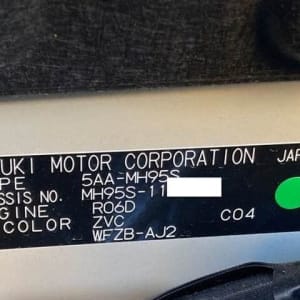 UKI MOTOR CORPORATION JAP
PE 5AA-MH95S
SSIS NO. MH95S-11
GINE R06D
COLOR ZVC C04
WFZB-AJ2